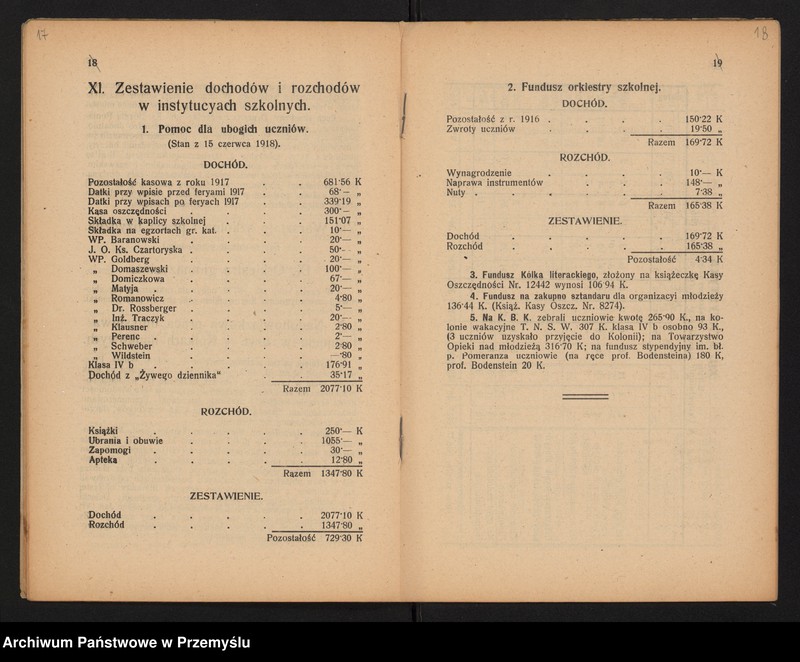 17
18
XI. Zestawienie dochodów i rozchodów
w instytucyach szkolnych.
1. Pomoc dla ubogich uczniów.
(Stan z 15 czerwca 1918).
DOCHÓD.
Pozostałość kasowa z roku 1917 . . 681·56 K
Datki przy wpisie przed feryami 1917 . . 68·– „
Datki przy wpisach po feryach 1917 . . 339·19 „
Kasa oszczędności . . . . 300·– „
Składka w kaplicy szkolnej . . . 151·07 „
Składka na egzortach gr. kat. . . . 10·— „
WP. Baranowski . . . . 20·— „
J. O. Ks. Czartoryska . . . . 50·- „
WP. Goldberg . . . . 20·— „
„ Domaszewski . . . . 100·— „
„ Domiczkowa . . . . 67·— „
„ Matyja . . . . . 20·— „
„ Romanowicz . . . . 4·80 „
„ Dr. Rossberger . . . . 5·— „
„ Inż. Traczyk . . . . 20·— „
„ Klausner . . . . 2·80 „
„ Perenc . . . . . 2·— „
„ Schweber . . . . 2·80 „
„ Wildstein . . . . —·80 „
Klasa IV b . . . . . 176·91 „
Dochód z „Żywego dziennika“ . . 35·17 „
Razem 2077·10 K
ROZCHÓD.
Książki . . . . . 250·— K
Ubrania i obuwie . . . . 1055·— „
Zapomogi . . . . . 30·— „
Apteka . . . . . 12·80 „
Razem 1347·80 K
ZESTAWIENIE.
Dochód . . . . . 2077·10 K
Rozchód . . . . . 1347·80 „
Pozostałość 729·30 K
18
19
2. Fundusz orkiestry szkolnej.
DOCHÓD.
Pozostałość z r. 1916 . . . . 150·22 K
Zwroty uczniów . . . . 19·50 „
Razem 169·72 K
ROZCHÓD.
Wynagrodzenie . . . . 10·— K
Naprawa instrumentów . . . 148·— „
Nuty . . . . . . 7·38 „
Razem 165·38 K
ZESTAWIENIE.
Dochód . . . . . 169·72 K
Rozchód . . . . . 165·38 „
Pozostałość 4·34 K
3. Fundusz Kółka literackiego, złożony na książeczkę Kasy
Oszczędności Nr. 12442 wynosi 106 94 K.
4. Fundusz na zakupno sztandaru dla organizacyi młodzieży
136·44 K. (Książ. Kasy Oszcz. Nr. 8274).
5. Na K. B. K. zebrali uczniowie kwotę 265·90 K., na ko-
lonie wakacyjne T. N. S. W. 307 K. klasa IV b osobno 93 K.,
(3 uczniów uzyskało przyjęcie do Kolonii); na Towarzystwo
Opieki nad młodzieżą 316·70 K; na fundusz stypendyjny im. bł.
p. Pomeranza uczniowie (na ręce prof. Bodensteina) 180 K,
prof. Bodenstein 20 K.
Archiwum Państwowe w Przemyślu